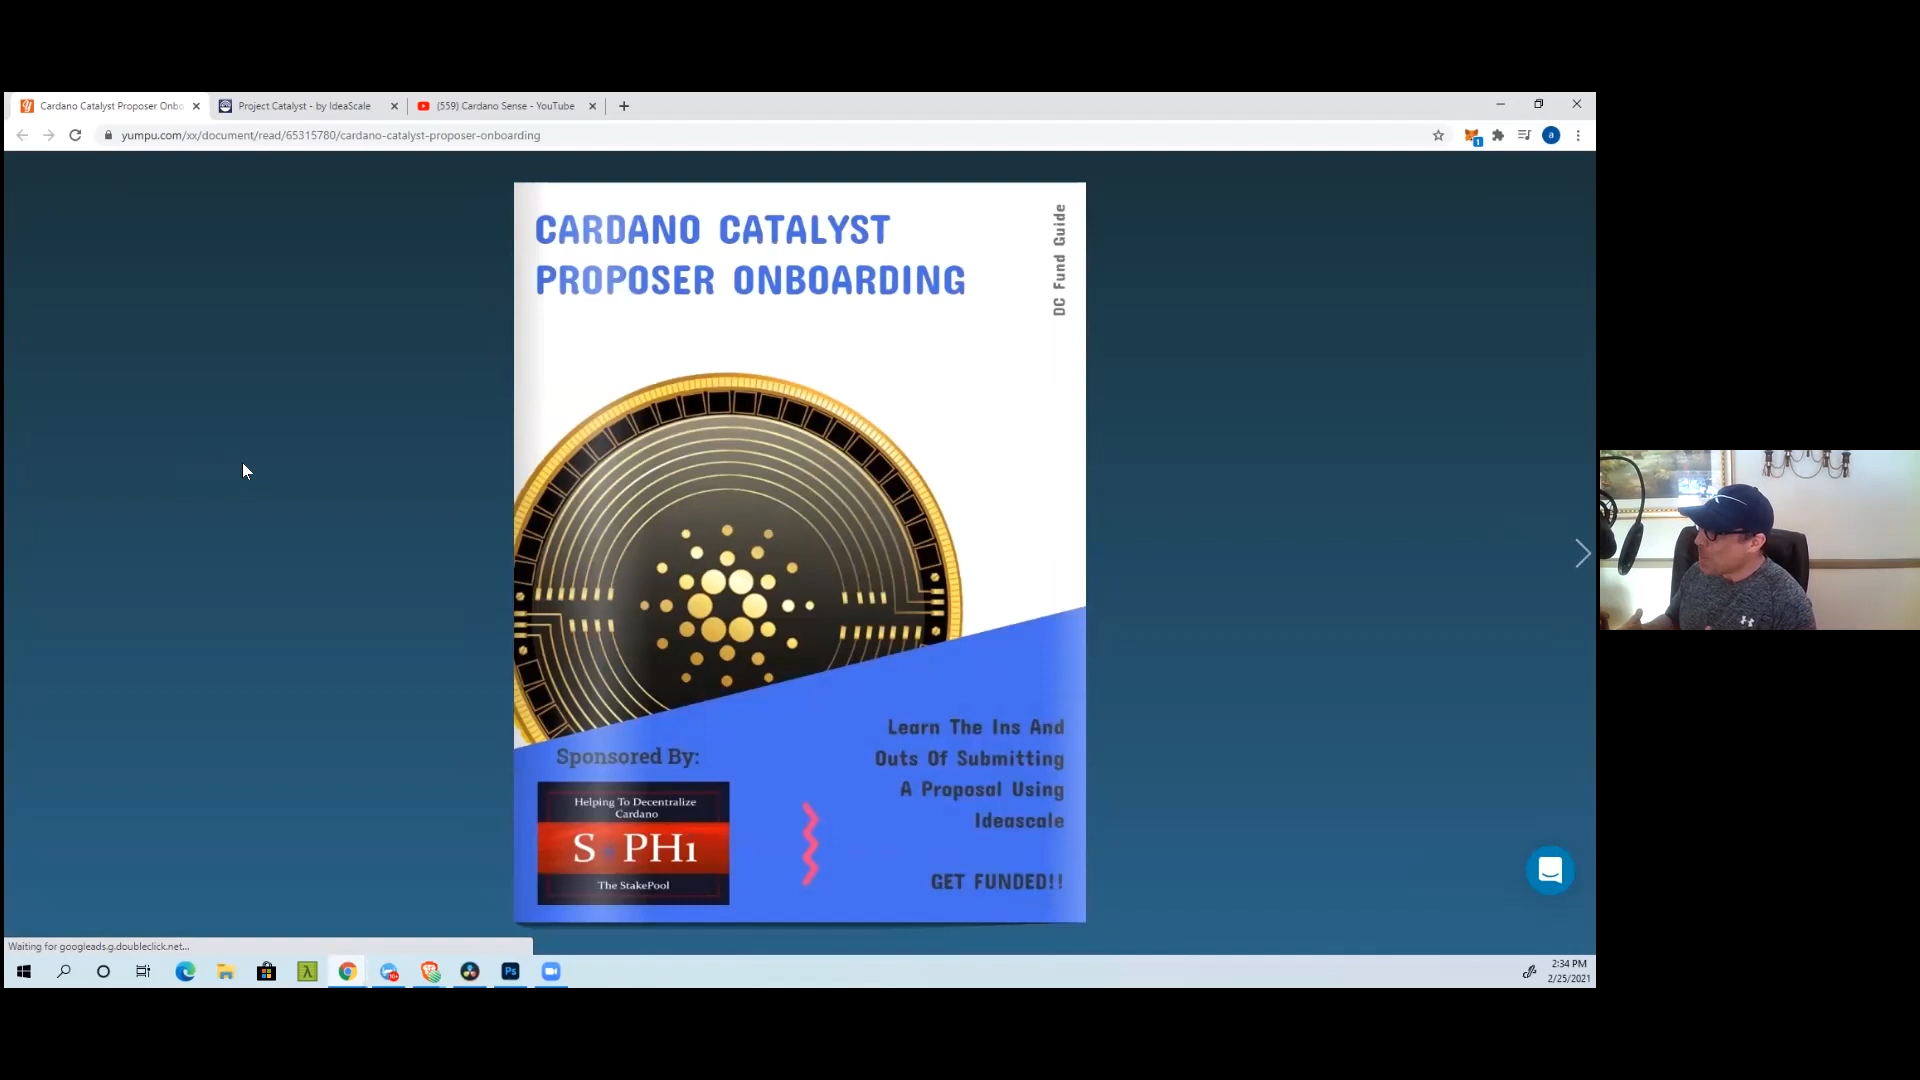 Cardano Catalyst Proposer Onbo
Project Catalyst - by IdeaScale
(559) Cardano Sense - YouTube
yumpu.com/xx/document/read/65315780/cardano-catalyst-proposer-onboarding
1
a
CARDANO CATALYST
PROPOSER ONBOARDING
DC Fund Guide
Learn The Ins And
Outs Of Submitting
A Proposal Using
Ideascale
GET FUNDED!!
Sponsored By:
Helping To Decentralize
Cardano
S PH1
The StakePool
Waiting for googleads.g.doubleclick.net...
λ
Ps
2:34 PM
2/25/2021